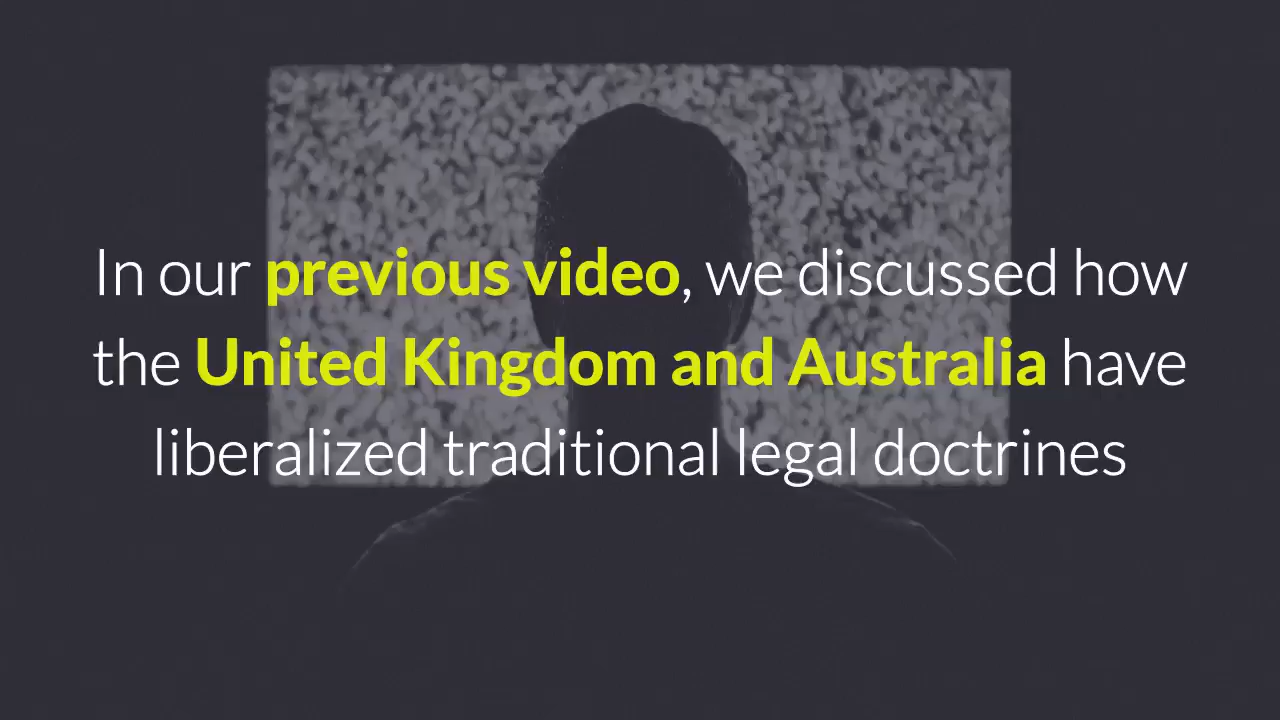 In our previous video, we discussed how
the United Kingdom and Australia have
liberalized traditional legal doctrines